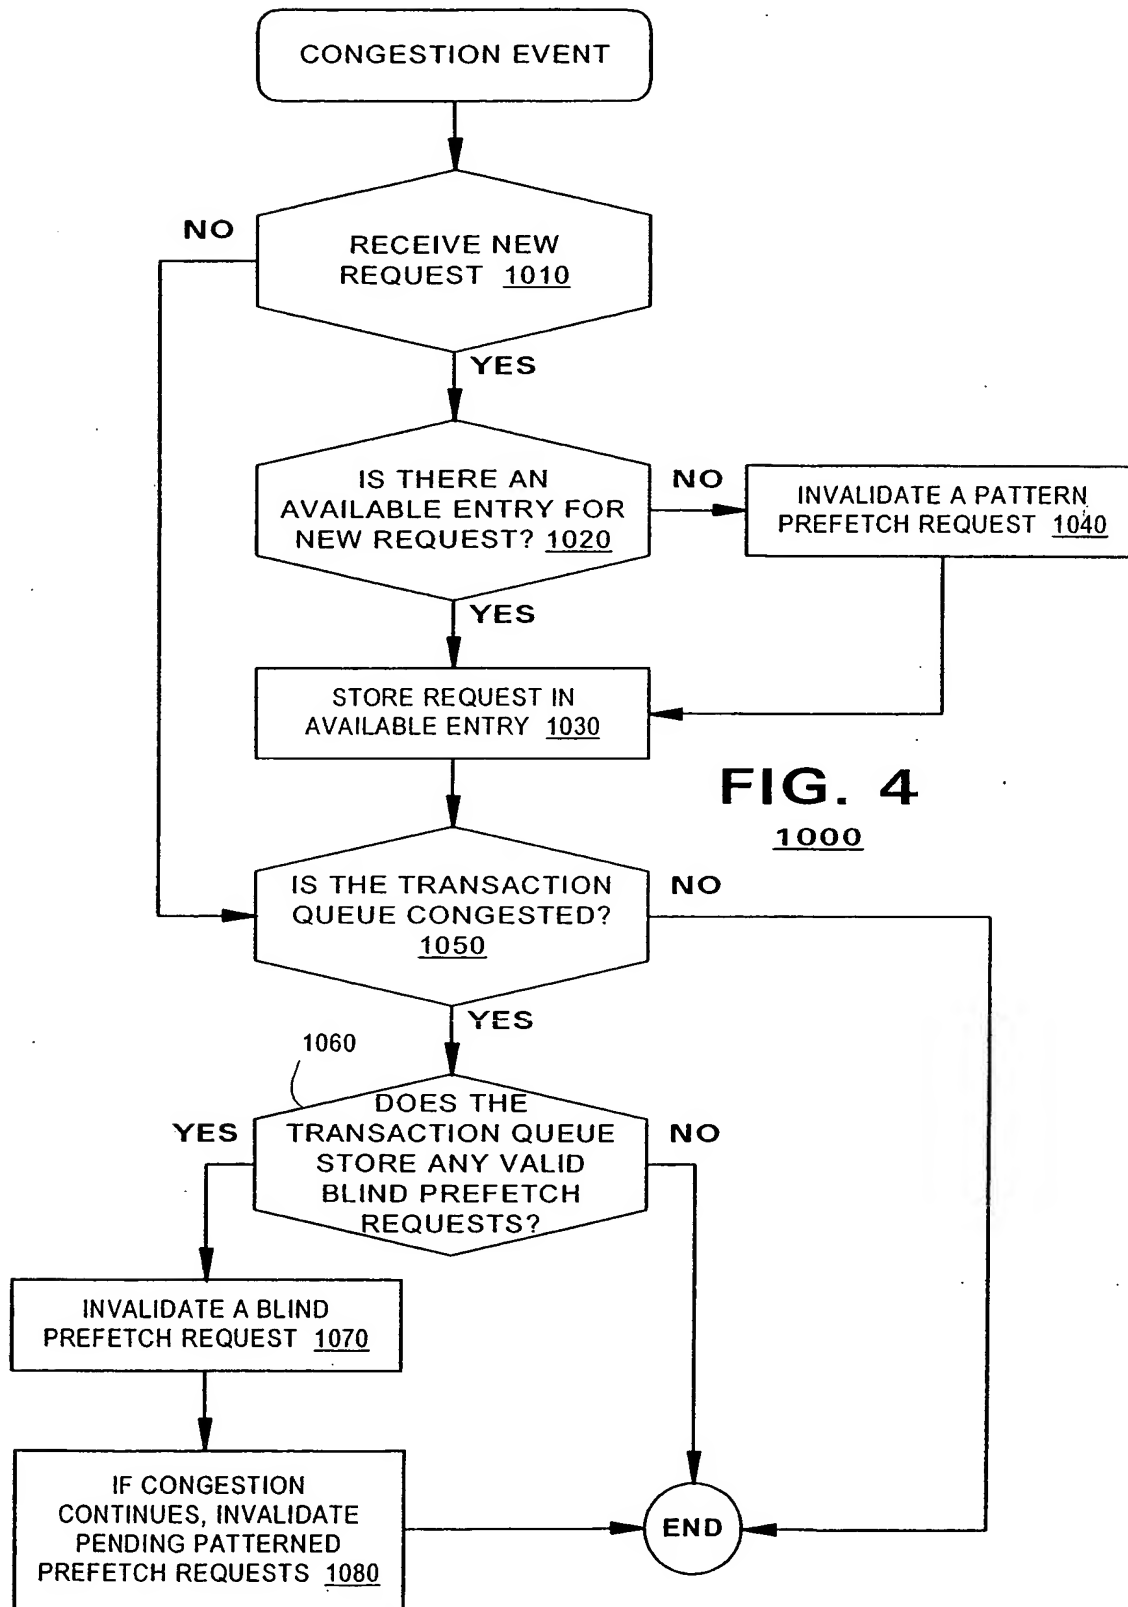 CONGESTION EVENT
NO
RECEIVE NEW
REQUEST 1010
YES
IS THERE AN
AVAILABLE ENTRY FOR
NEW REQUEST? 1020
NO
INVALIDATE A PATTERN
PREFETCH REQUEST 1040
YES
STORE REQUEST IN
AVAILABLE ENTRY 1030
FIG. 4
1000
IS THE TRANSACTION
QUEUE CONGESTED?
1050
NO
YES
1060
DOES THE
TRANSACTION QUEUE
STORE ANY VALID
BLIND PREFETCH
REQUESTS?
YES
NO
INVALIDATE A BLIND
PREFETCH REQUEST 1070
IF CONGESTION
CONTINUES, INVALIDATE
PENDING PATTERNED
PREFETCH REQUESTS 1080
END